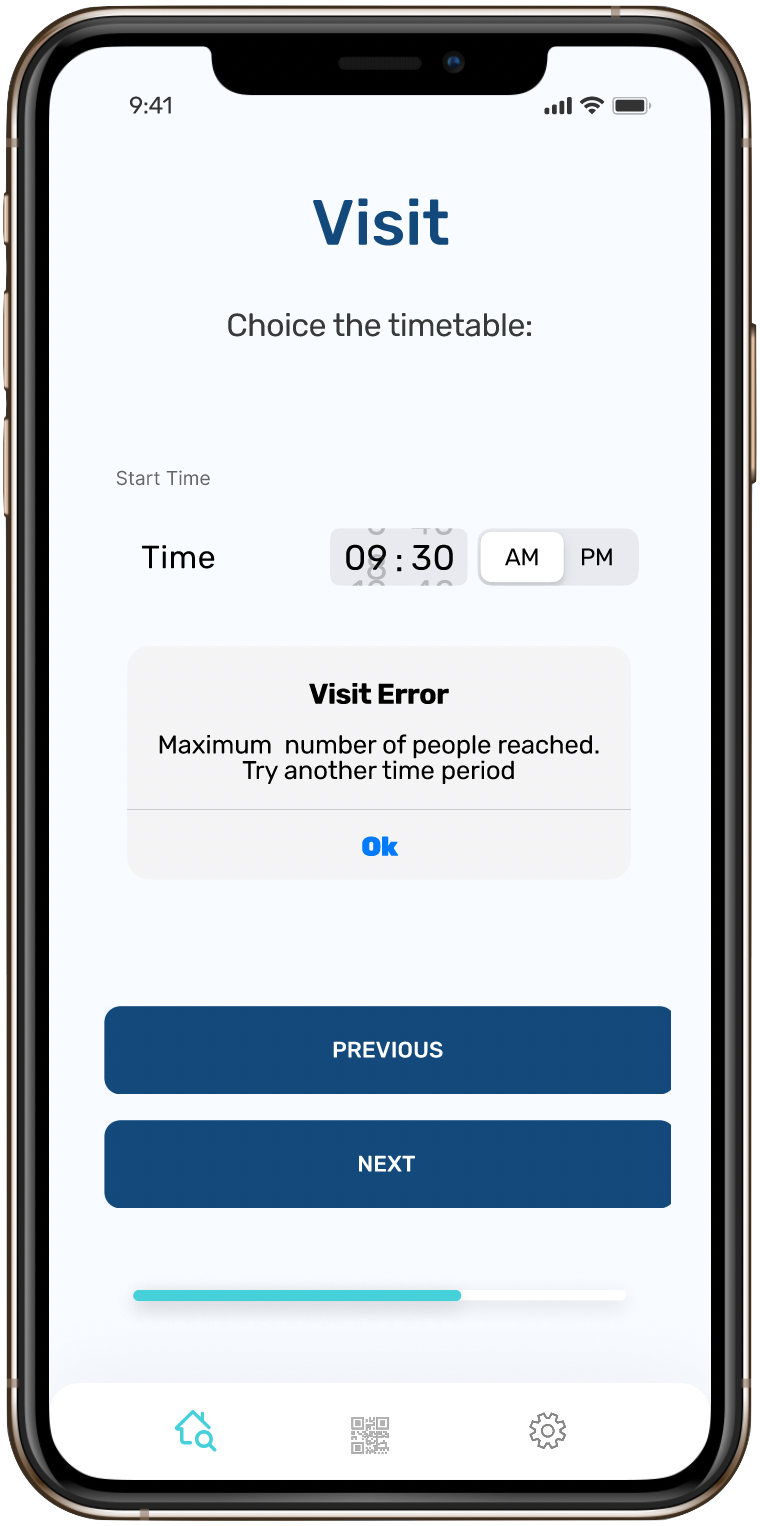 9:41
Visit
Choice the timetable:
Start Time
Time 09 : 30 AM PM
Visit Error
Maximum  number of people reached.
Try another time period
Ok
PREVIOUS
NEXT